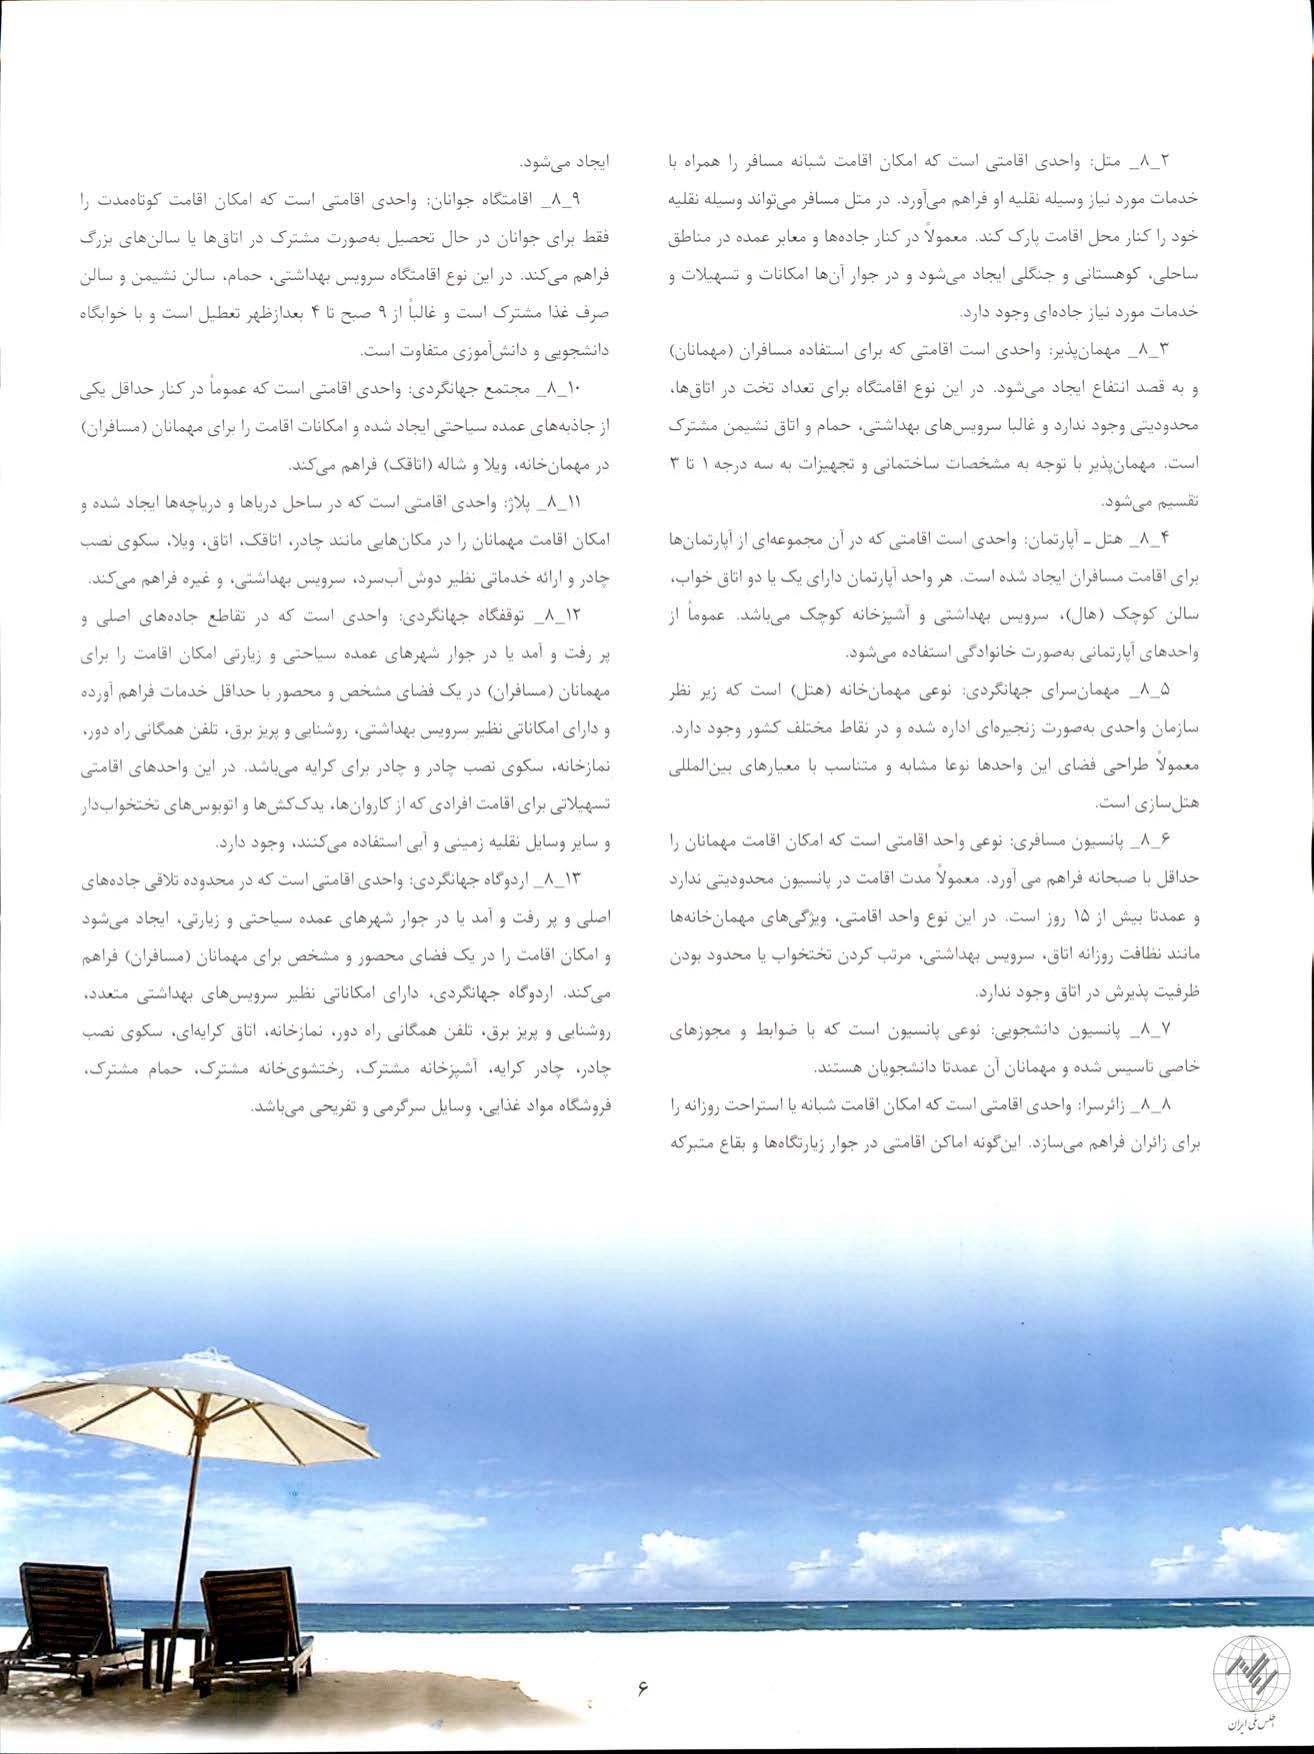 ۲_۸_ متل: واحدی اقامتی است که امکان اقامت شبانه مسافر را همراه با
خدمات مورد نیاز وسیله نقلیه او فراهم می‌آورد. در متل مسافر می‌تواند وسیله نقلیه
خود را کنار محل اقامت پارک کند. معمولاً در کنار جاده‌ها و معابر عمده در مناطق
ساحلی، کوهستانی و جنگلی ایجاد می‌شود و در جوار آن‌ها امکانات و تسهیلات و
خدمات مورد نیاز جاده‌ای وجود دارد.
۳_۸_ مهمان‌پذیر: واحدی است اقامتی که برای استفاده مسافران (مهمانان)
و به قصد انتفاع ایجاد می‌شود. در این نوع اقامتگاه برای تعداد تخت در اتاق‌ها،
محدودیتی وجود ندارد و غالبا سرویس‌های بهداشتی، حمام و اتاق نشیمن مشترک
است. مهمان‌پذیر با توجه به مشخصات ساختمانی و تجهیزات به سه درجه ۱ تا ۳
تقسیم می‌شود.
۴_۸_ هتل ـ آپارتمان: واحدی است اقامتی که در آن مجموعه‌ای از آپارتمان‌ها
برای اقامت مسافران ایجاد شده است. هر واحد آپارتمان دارای یک یا دو اتاق خواب،
سالن کوچک (هال)، سرویس بهداشتی و آشپزخانه کوچک می‌باشد. عموماً از
واحدهای آپارتمانی به‌صورت خانوادگی استفاده می‌شود.
۵_۸_ مهمان‌سرای جهانگردی: نوعی مهمان‌خانه (هتل) است که زیر نظر
سازمان واحدی به‌صورت زنجیره‌ای اداره شده و در نقاط مختلف کشور وجود دارد.
معمولاً طراحی فضای این واحدها نوعا مشابه و متناسب با معیارهای بین‌المللی
هتل‌سازی است.
۶_۸_ پانسیون مسافری: نوعی واحد اقامتی است که امکان اقامت مهمانان را
حداقل با صبحانه فراهم می آورد. معمولاً مدت اقامت در پانسیون محدودیتی ندارد
و عمدتا بیش از ۱۵ روز است. در این نوع واحد اقامتی، ویژگی‌های مهمان‌خانه‌ها
مانند نظافت روزانه اتاق، سرویس بهداشتی، مرتب کردن تختخواب یا محدود بودن
ظرفیت پذیرش در اتاق وجود ندارد.
۷_۸_ پانسیون دانشجویی: نوعی پانسیون است که با ضوابط و مجوزهای
خاصی تاسیس شده و مهمانان آن عمدتا دانشجویان هستند.
۸_۸_ زائرسرا: واحدی اقامتی است که امکان اقامت شبانه یا استراحت روزانه را
برای زائران فراهم می‌سازد. این‌گونه اماکن اقامتی در جوار زیارتگاه‌ها و بقاع متبرکه
ایجاد می‌شود.
۹_۸_ اقامتگاه جوانان: واحدی اقامتی است که امکان اقامت کوتاه‌مدت را
فقط برای جوانان در حال تحصیل به‌صورت مشترک در اتاق‌ها یا سالن‌های بزرگ
فراهم می‌کند. در این نوع اقامتگاه سرویس بهداشتی، حمام، سالن نشیمن و سالن
صرف غذا مشترک است و غالباً از ۹ صبح تا ۴ بعدازظهر تعطیل است و با خوابگاه
دانشجویی و دانش‌آموزی متفاوت است.
۱۰_۸_ مجتمع جهانگردی: واحدی اقامتی است که عموماً در کنار حداقل یکی
از جاذبه‌های عمده سیاحتی ایجاد شده و امکانات اقامت را برای مهمانان (مسافران)
در مهمان‌خانه، ویلا و شاله (اتاقک) فراهم می‌کند.
۱۱_۸_ پلاژ: واحدی اقامتی است که در ساحل دریاها و دریاچه‌ها ایجاد شده و
امکان اقامت مهمانان را در مکان‌هایی مانند چادر، اتاقک، اتاق، ویلا، سکوی نصب
چادر و ارائه خدماتی نظیر دوش آب‌سرد، سرویس بهداشتی، و غیره فراهم می‌کند.
۱۲_۸_ توقفگاه جهانگردی: واحدی است که در تقاطع جاده‌های اصلی و
پر رفت و آمد یا در جوار شهرهای عمده سیاحتی و زیارتی امکان اقامت را برای
مهمانان (مسافران) در یک فضای مشخص و محصور با حداقل خدمات فراهم آورده
و دارای امکاناتی نظیر سرویس بهداشتی، روشنایی و پریز برق، تلفن همگانی راه دور،
نمازخانه، سکوی نصب چادر و چادر برای کرایه می‌باشد. در این واحدهای اقامتی
تسهیلاتی برای اقامت افرادی که از کاروان‌ها، یدک‌کش‌ها و اتوبوس‌های تختخواب‌دار
و سایر وسایل نقلیه زمینی و آبی استفاده می‌کنند، وجود دارد.
۱۳_۸_ اردوگاه جهانگردی: واحدی اقامتی است که در محدوده تلاقی جاده‌های
اصلی و پر رفت و آمد یا در جوار شهرهای عمده سیاحتی و زیارتی، ایجاد می‌شود
و امکان اقامت را در یک فضای محصور و مشخص برای مهمانان (مسافران) فراهم
می‌کند. اردوگاه جهانگردی، دارای امکاناتی نظیر سرویس‌های بهداشتی متعدد،
روشنایی و پریز برق، تلفن همگانی راه دور، نمازخانه، اتاق کرایه‌ای، سکوی نصب
چادر، چادر کرایه، آشپزخانه مشترک، رختشوی‌خانه مشترک، حمام مشترک،
فروشگاه مواد غذایی، وسایل سرگرمی و تفریحی می‌باشد.
۶
اطلس ملّی ایران